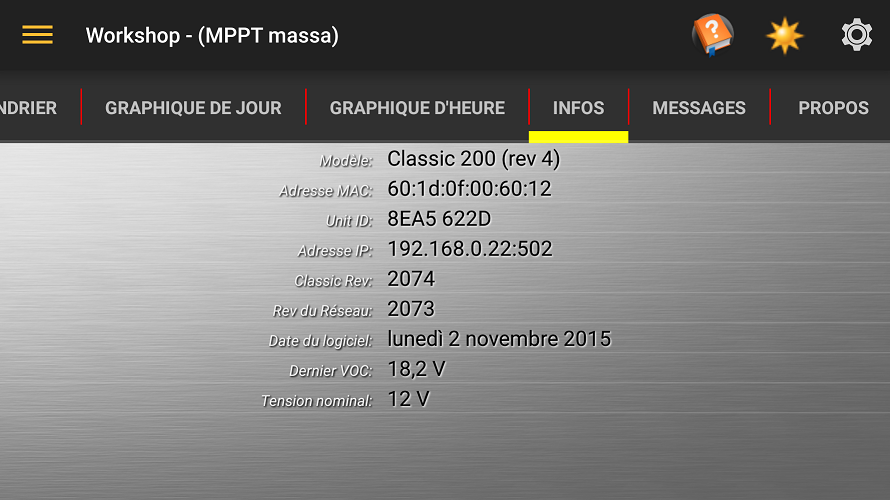 Workshop - (MPPT massa)
NDRIER
GRAPHIQUE DE JOUR
GRAPHIQUE D'HEURE
INFOS
MESSAGES
PROPOS
Modèle: Classic 200 (rev 4)
Adresse MAC: 60:1d:0f:00:60:12
Unit ID: 8EA5 622D
Adresse IP: 192.168.0.22:502
Classic Rev: 2074
Rev du Réseau: 2073
Date du logiciel: lunedì 2 novembre 2015
Dernier VOC: 18,2 V
Tension nominal: 12 V